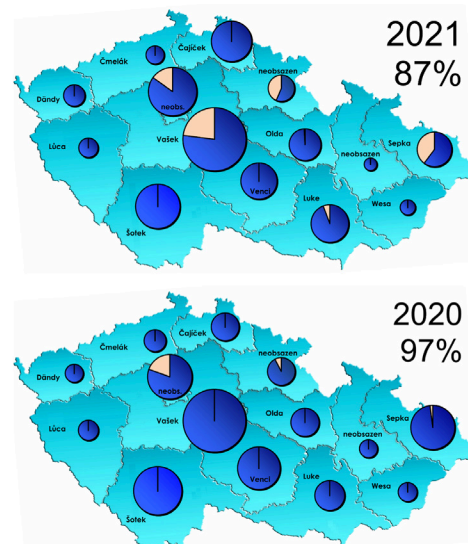 2021
87%
Čajíček
Čmelák
neobsazen
Dándy
neobs.
Vašek
Olda
Sepka
Lúca
neobsazen
Venci
Luke
Wesa
Šotek
2020
97%
Čajíček
Čmelák
neobsazen
Dándy
neobs.
Vašek
Olda
Sepka
Lúca
neobsazen
Venci
Luke
Wesa
Šotek